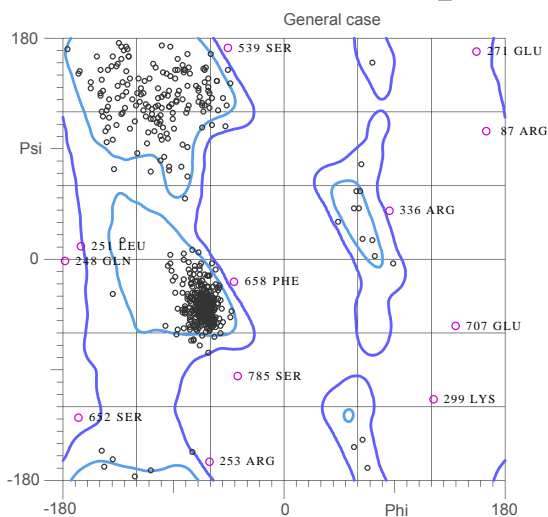 General case
180
539 SER
271 GLU
87 ARG
Psi
336 ARG
251 LEU
0
248 GLN
658 PHE
707 GLU
785 SER
299 LYS
652 SER
253 ARG
-180
-180
0
Phi
180